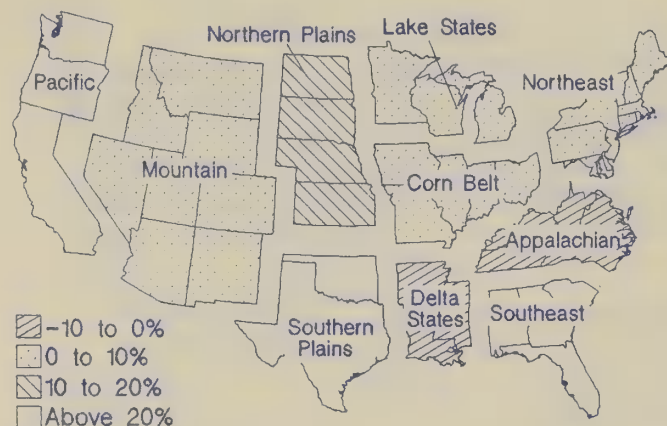 Northern Plains
Lake States
Pacific
Northeast
Mountain
Corn Belt
Appalachian
Delta
States
Southeast
Southern
Plains
-10 to 0%
0 to 10%
10 to 20%
Above 20%